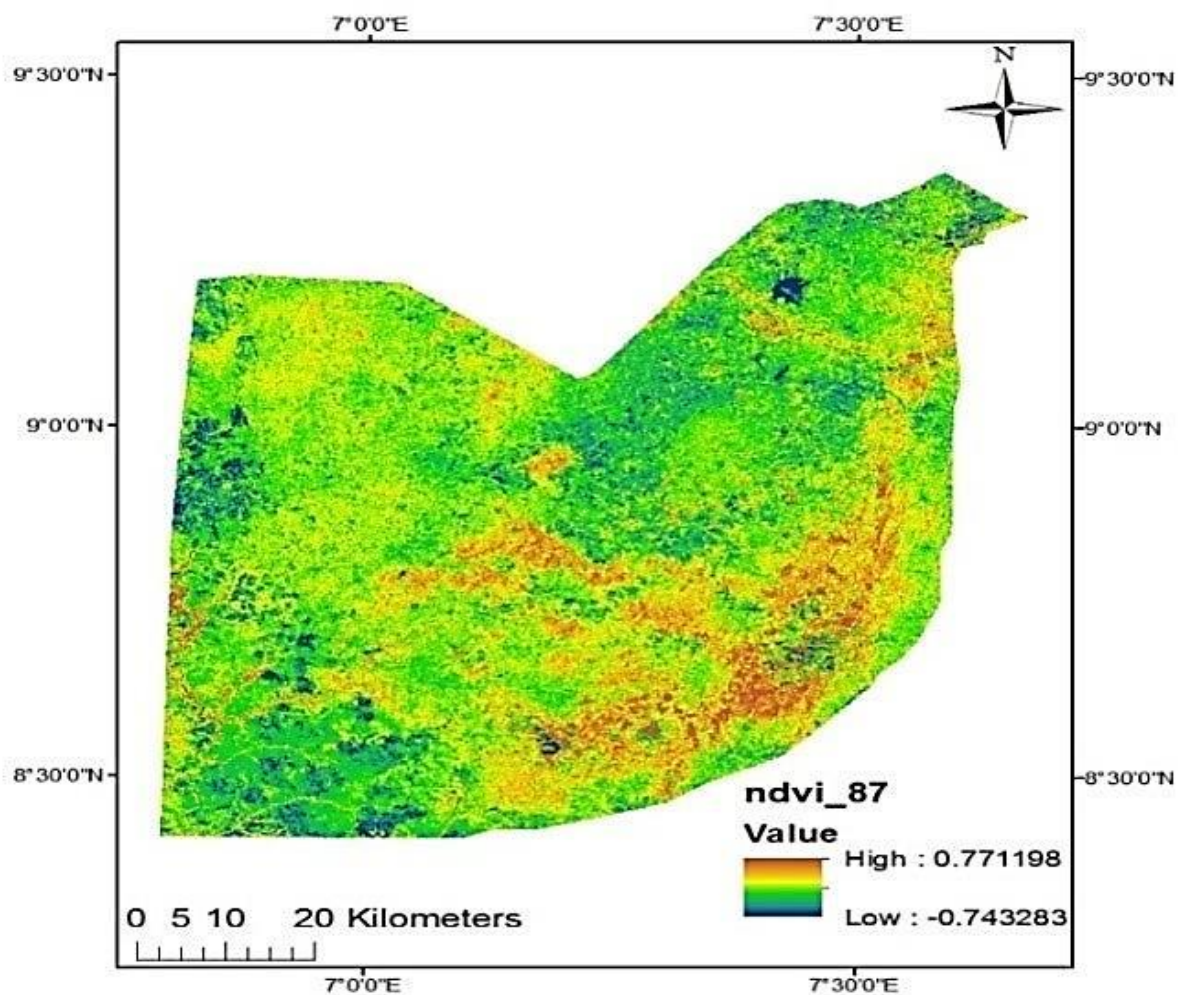 7°0'0"E 7°30'0"E
N
9°30'0"N 9°30'0"N
9°0'0"N 9°0'0"N
8°30'0"N 8°30'0"N
ndvi_87
Value
High : 0.771198
Low : -0.743283
0 5 10 20 Kilometers
7°0'0"E 7°30'0"E